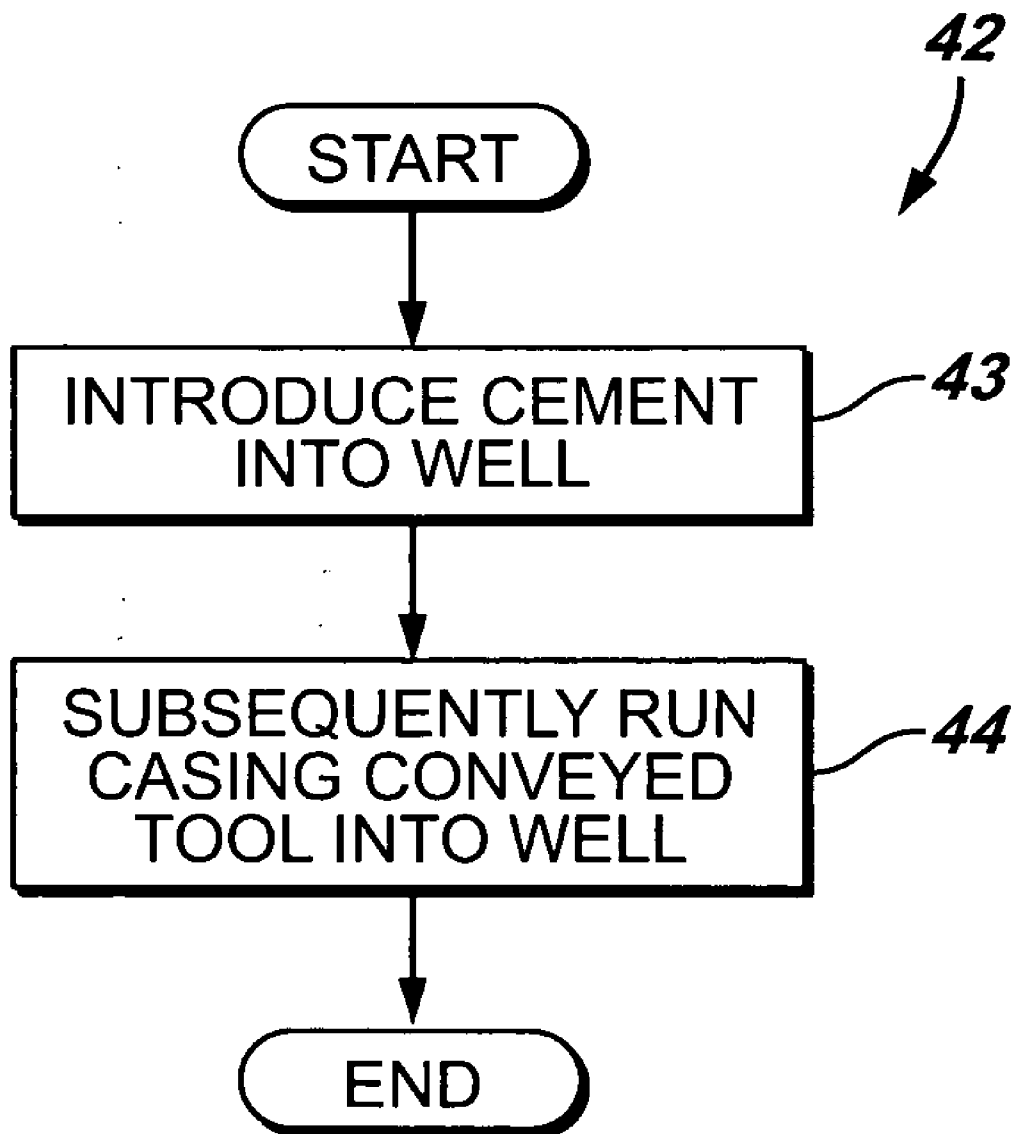 42
START
INTRODUCE CEMENT
INTO WELL
43
SUBSEQUENTLY RUN
CASING CONVEYED
TOOL INTO WELL
44
END